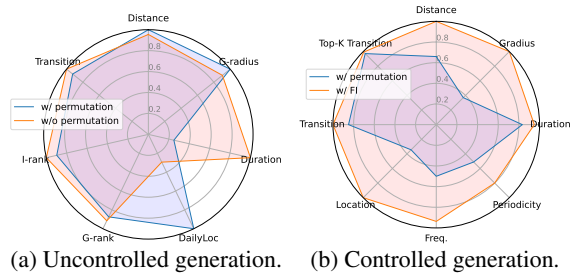 Distance
G-radius
Duration
DailyLoc
G-rank
I-rank
Transition
0.2
0.4
0.6
0.8
w/ permutation
w/o permutation
(a) Uncontrolled generation.
Distance
Gradius
Duration
Periodicity
Freq.
Location
Transition
Top-K Transition
0.2
0.4
0.6
0.8
w/ permutation
w/ FI
(b) Controlled generation.